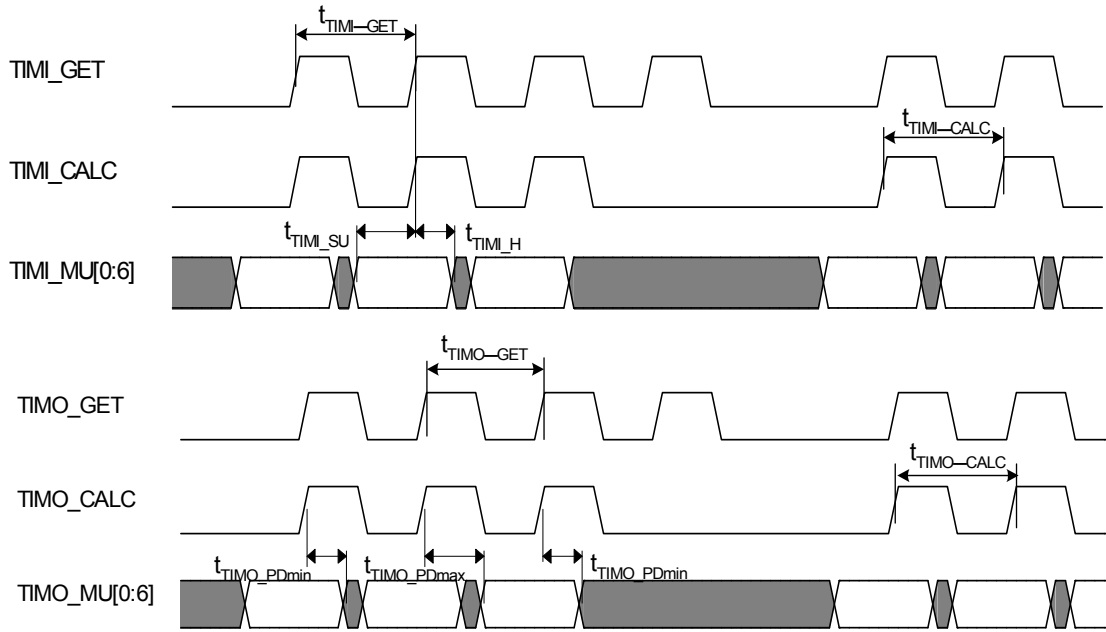 tTIMI—GET
TIMI_GET
tTIMI—CALC
TIMI_CALC
tTIMI_SU
tTIMI_H
TIMI_MU[0:6]
tTIMO—GET
TIMO_GET
tTIMO—CALC
TIMO_CALC
tTIMO_PDmin tTIMO_PDmax tTIMO_PDmin
TIMO_MU[0:6]